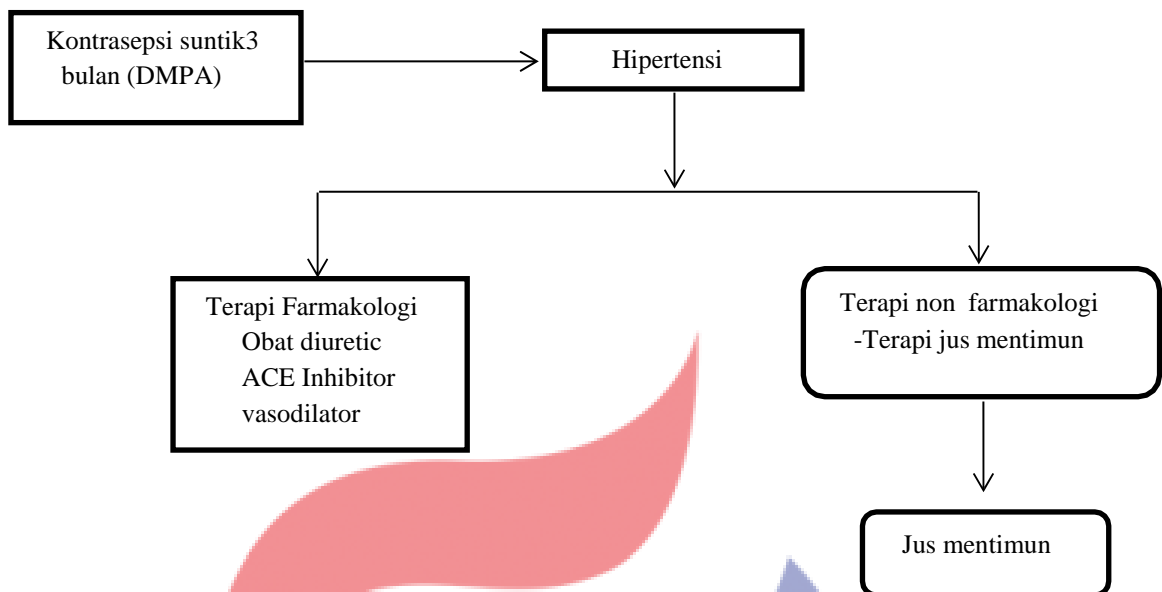 Kontrasepsi suntik3
bulan (DMPA)
Hipertensi
Terapi Farmakologi
Obat diuretic
ACE Inhibitor
vasodilator
Terapi non farmakologi
-Terapi jus mentimun
Jus mentimun